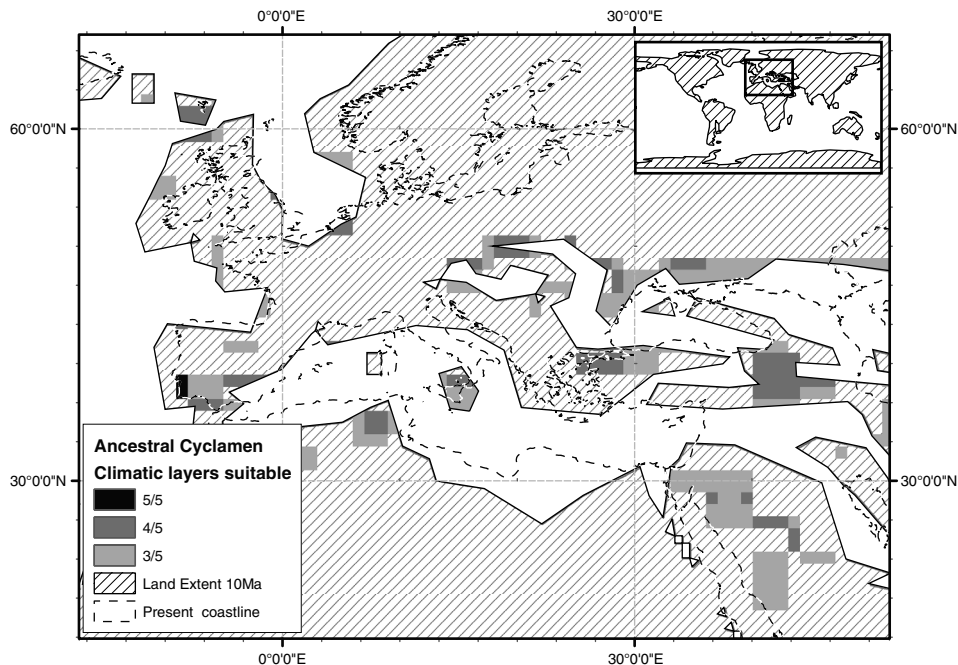 0°0'0"E
30°0'0"E
60°0'0"N
60°0'0"N
30°0'0"N
30°0'0"N
Ancestral Cyclamen
Climatic layers suitable
5/5
4/5
3/5
Land Extent 10Ma
Present coastline
0°0'0"E
30°0'0"E